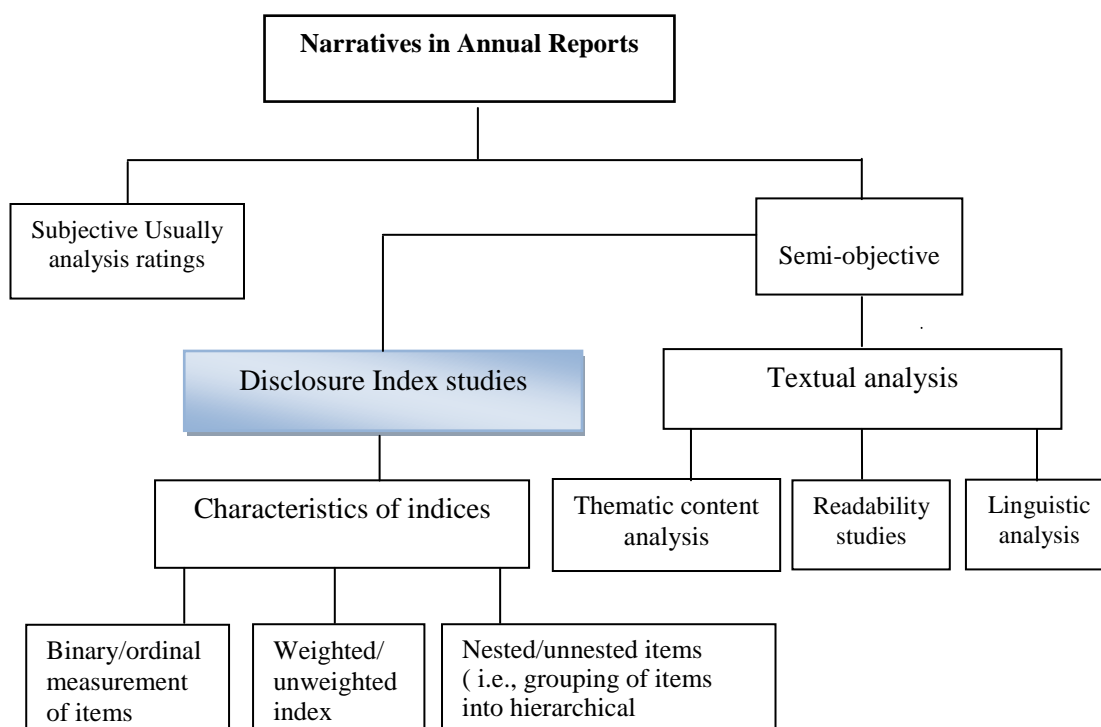 Narratives in Annual Reports
Subjective Usually
analysis ratings
Semi-objective
Disclosure Index studies
Textual analysis
Characteristics of indices
Thematic content
analysis
Readability
studies
Linguistic
analysis
Binary/ordinal
measurement
of items
Weighted/
unweighted
index
Nested/unnested items
( i.e., grouping of items
into hierarchical